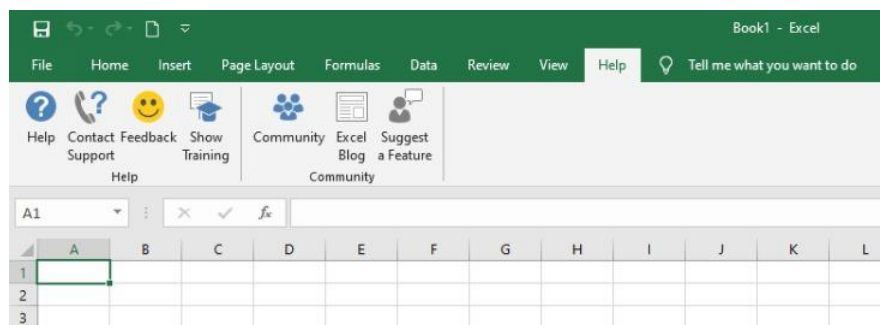 Book1 - Excel
File Home Insert Page Layout Formulas Data Review View Help Tell me what you want to do
Help Contact Feedback Show Community Excel Suggest
Support Training Blog a Feature
Help Community
A1 fx
A B C D E F G H I J K L
1
2
3